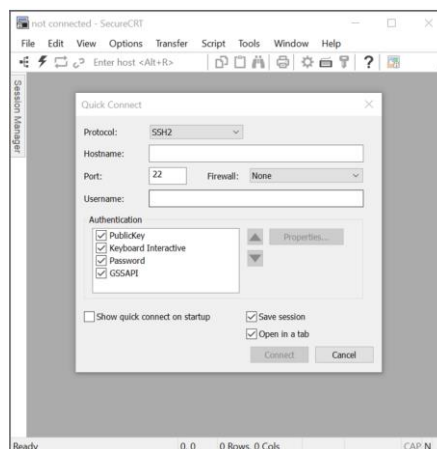 not connected - SecureCRT
File Edit View Options Transfer Script Tools Window Help
Enter host <Alt+R>
Session Manager
Quick Connect
Protocol: SSH2
Hostname:
Port: 22 Firewall: None
Username:
Authentication
PublicKey
Keyboard Interactive
Password
GSSAPI
Properties...
Show quick connect on startup
Save session
Open in a tab
Connect Cancel
Ready 0, 0 0 Rows, 0 Cols CAP N